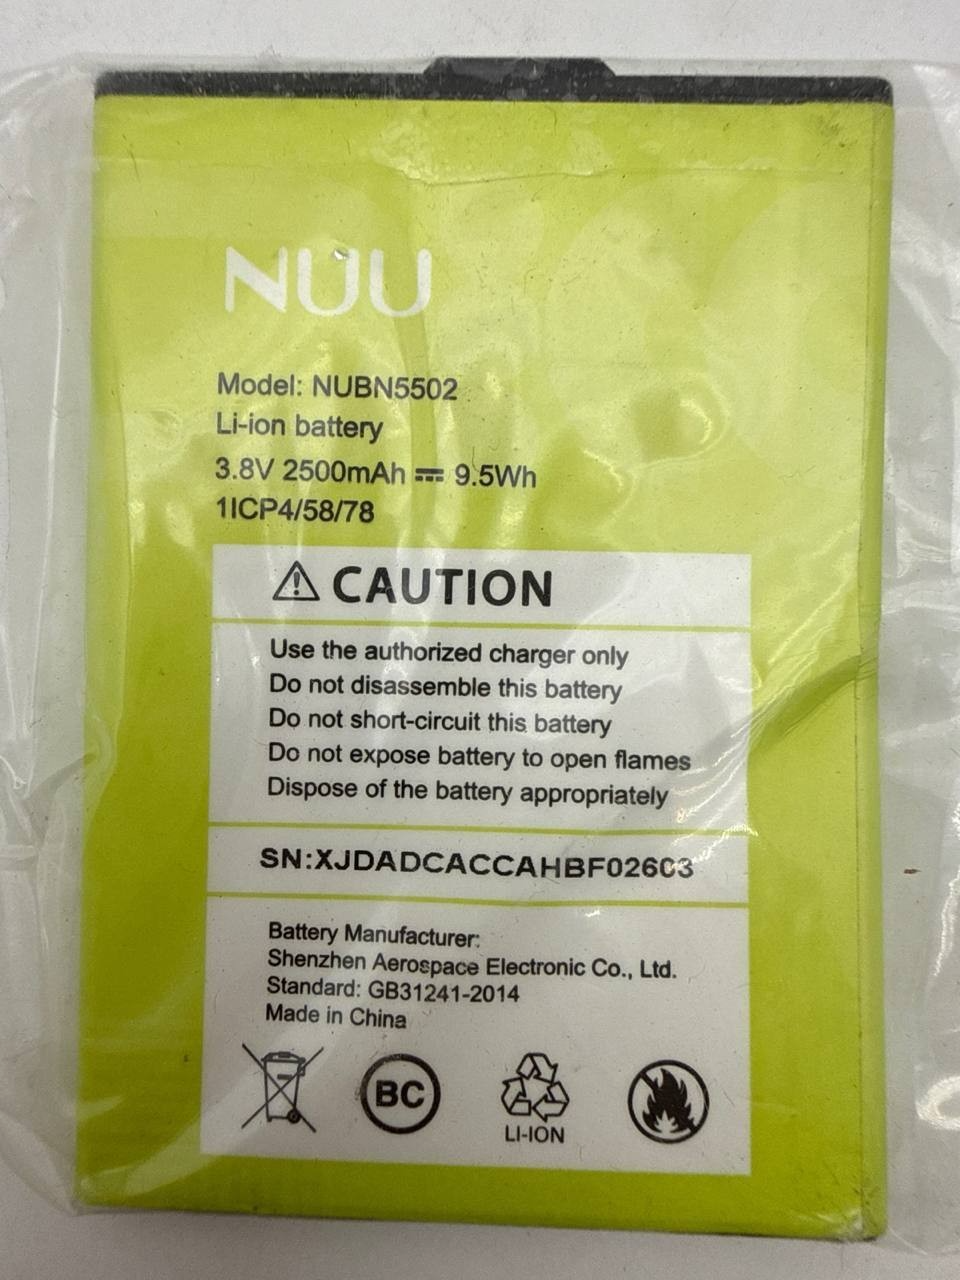 NUU
Model: NUBN5502
Li-ion battery
3.8V 2500mAh ⎓ 9.5Wh
1ICP4/58/78
⚠ CAUTION
Use the authorized charger only
Do not disassemble this battery
Do not short-circuit this battery
Do not expose battery to open flames
Dispose of the battery appropriately
SN:XJDADCACCAHBF02603
Battery Manufacturer:
Shenzhen Aerospace Electronic Co., Ltd.
Standard: GB31241-2014
Made in China
BC
LI-ION